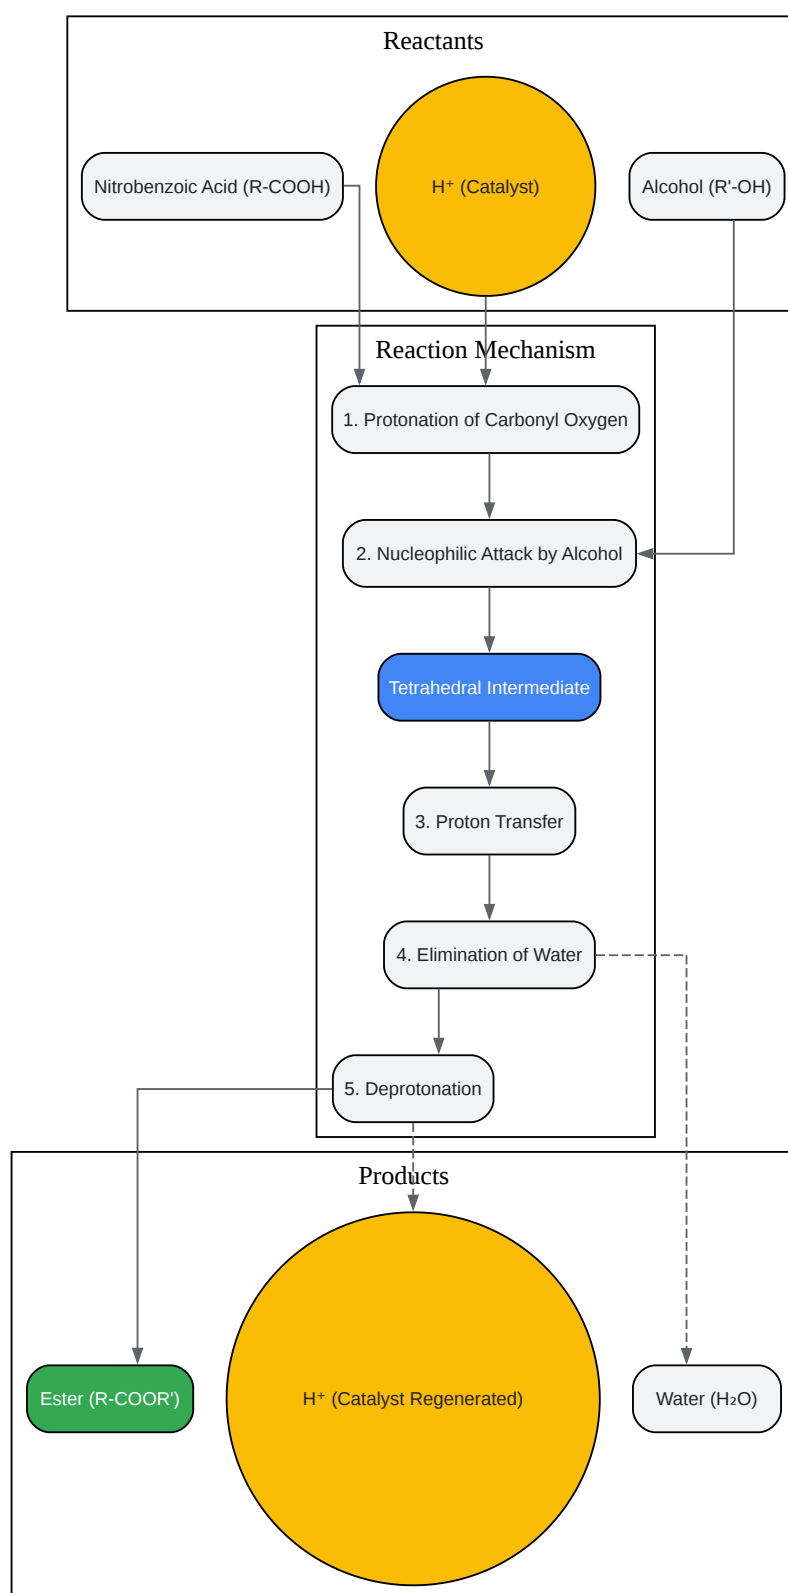 Reactants
Nitrobenzoic Acid (R-COOH)
H⁺ (Catalyst)
Alcohol (R'-OH)
Reaction Mechanism
1. Protonation of Carbonyl Oxygen
2. Nucleophilic Attack by Alcohol
Tetrahedral Intermediate
3. Proton Transfer
4. Elimination of Water
5. Deprotonation
Products
Ester (R-COOR')
H⁺ (Catalyst Regenerated)
Water (H₂O)